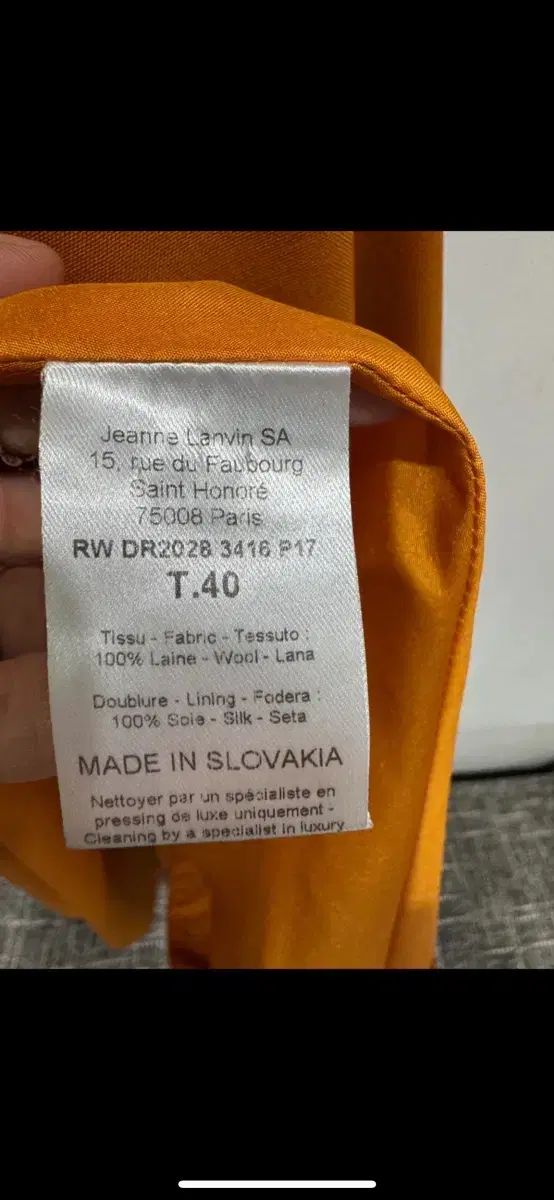 Jeanne Lanvin SA
15, rue du Faubourg
Saint Honoré
75008 Paris
RW DR2028 3416 P17
T.40
Tissu - Fabric - Tessuto :
100% Laine - Wool - Lana
Doublure - Lining - Fodera :
100% Soie - Silk - Seta
MADE IN SLOVAKIA
Nettoyer par un spécialiste en
pressing de luxe uniquement -
Cleaning by a specialist in luxury